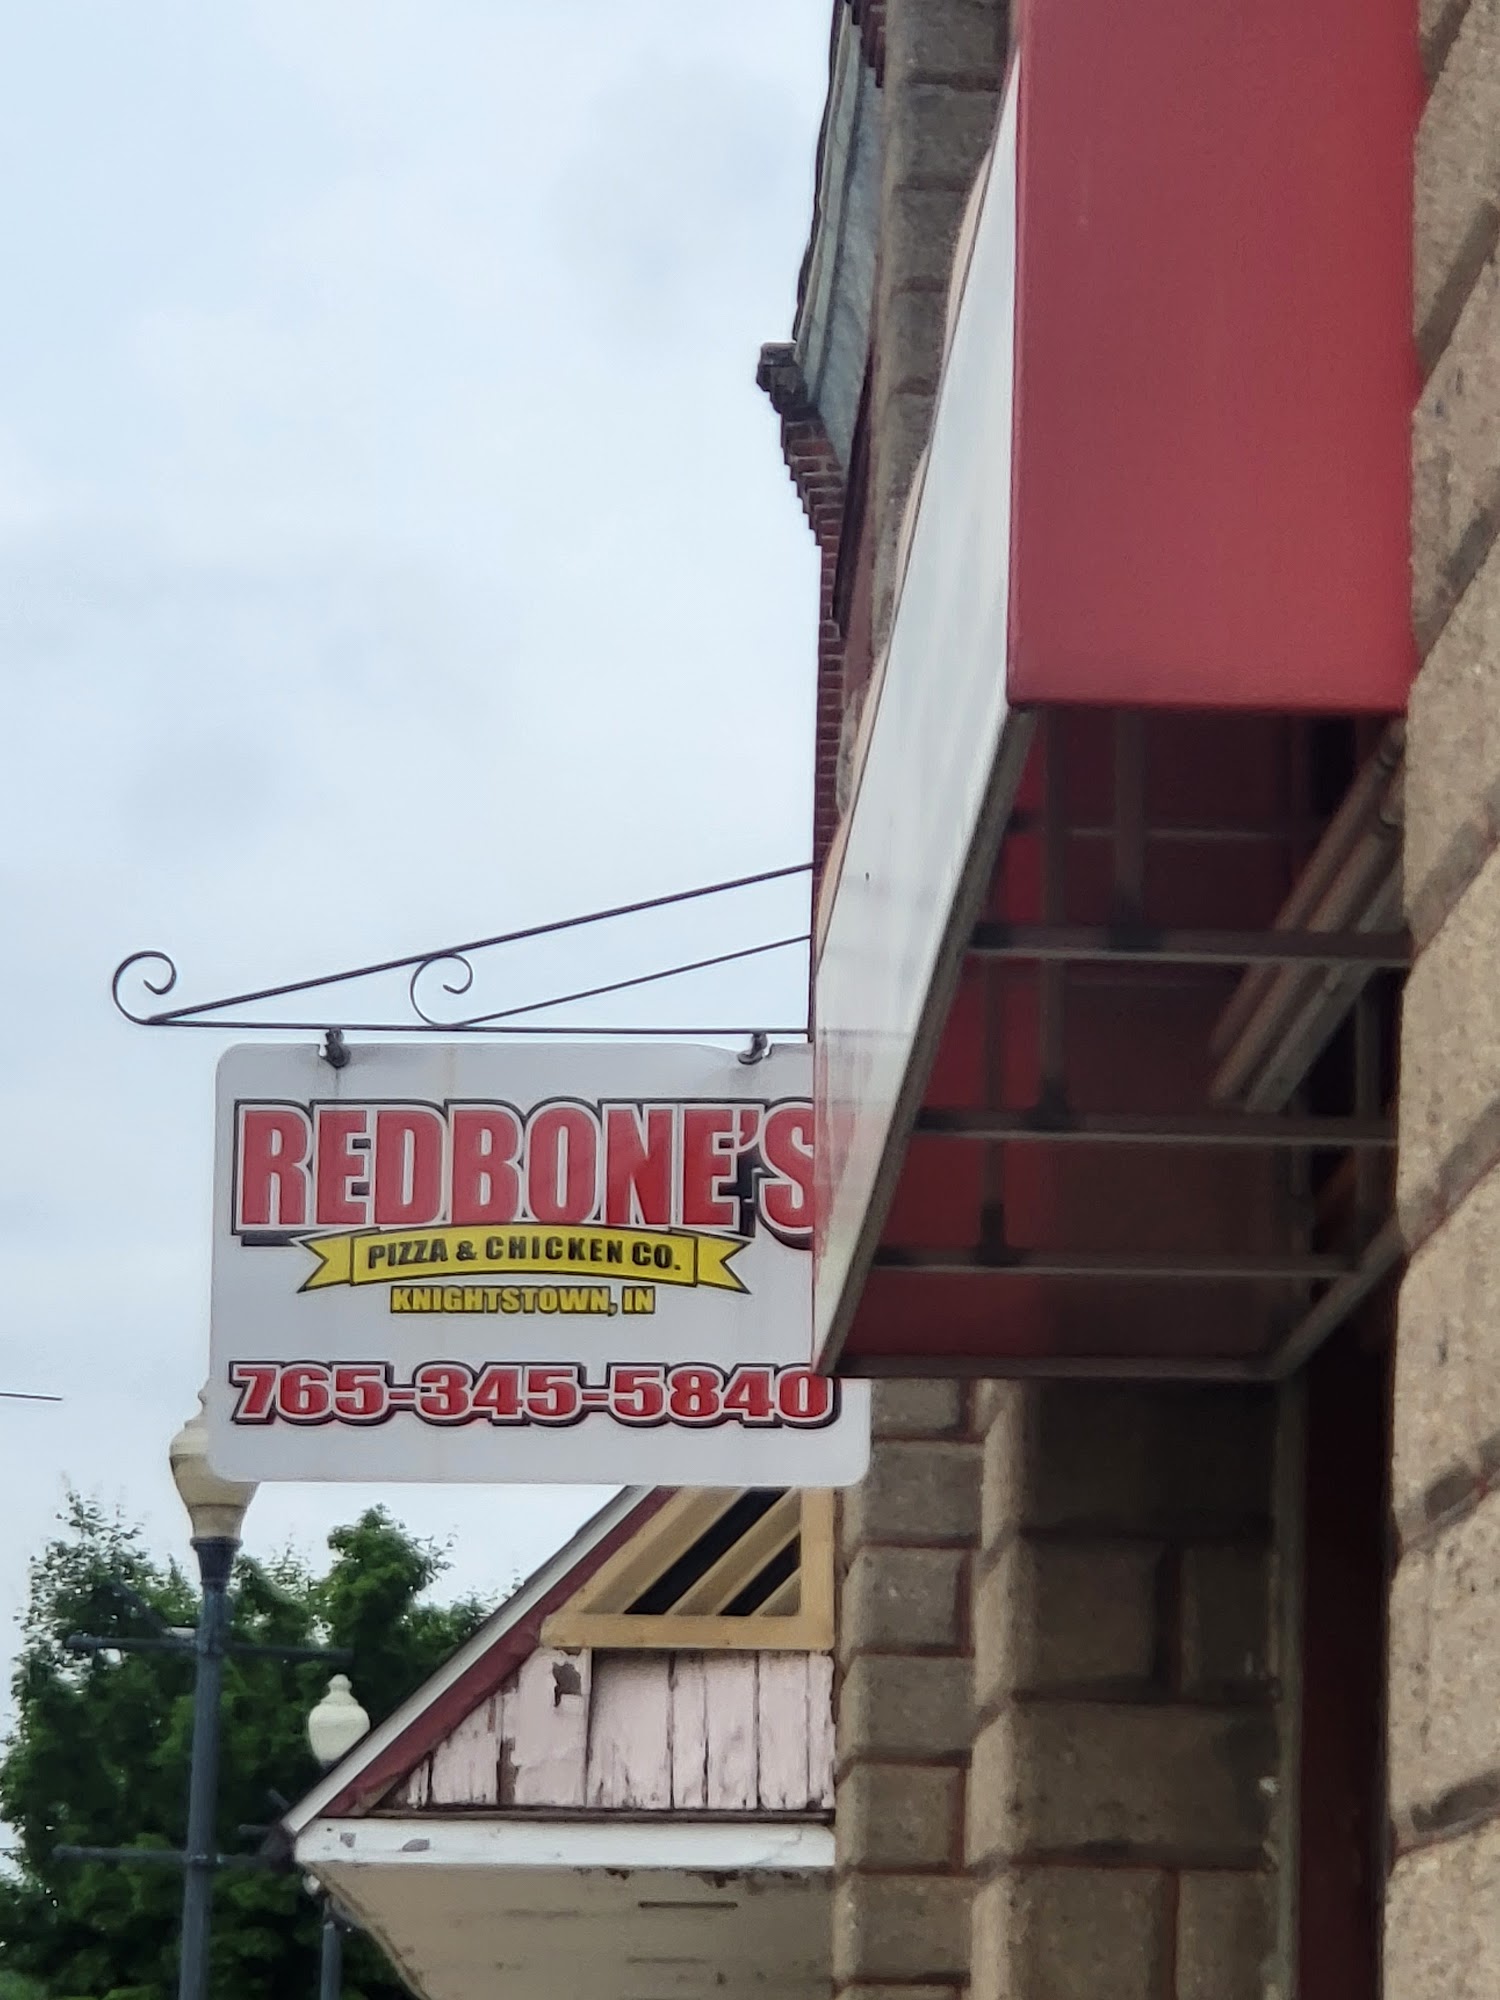 REDBONE'S
PIZZA & CHICKEN CO.
KNIGHTSTOWN, IN
765-345-5840